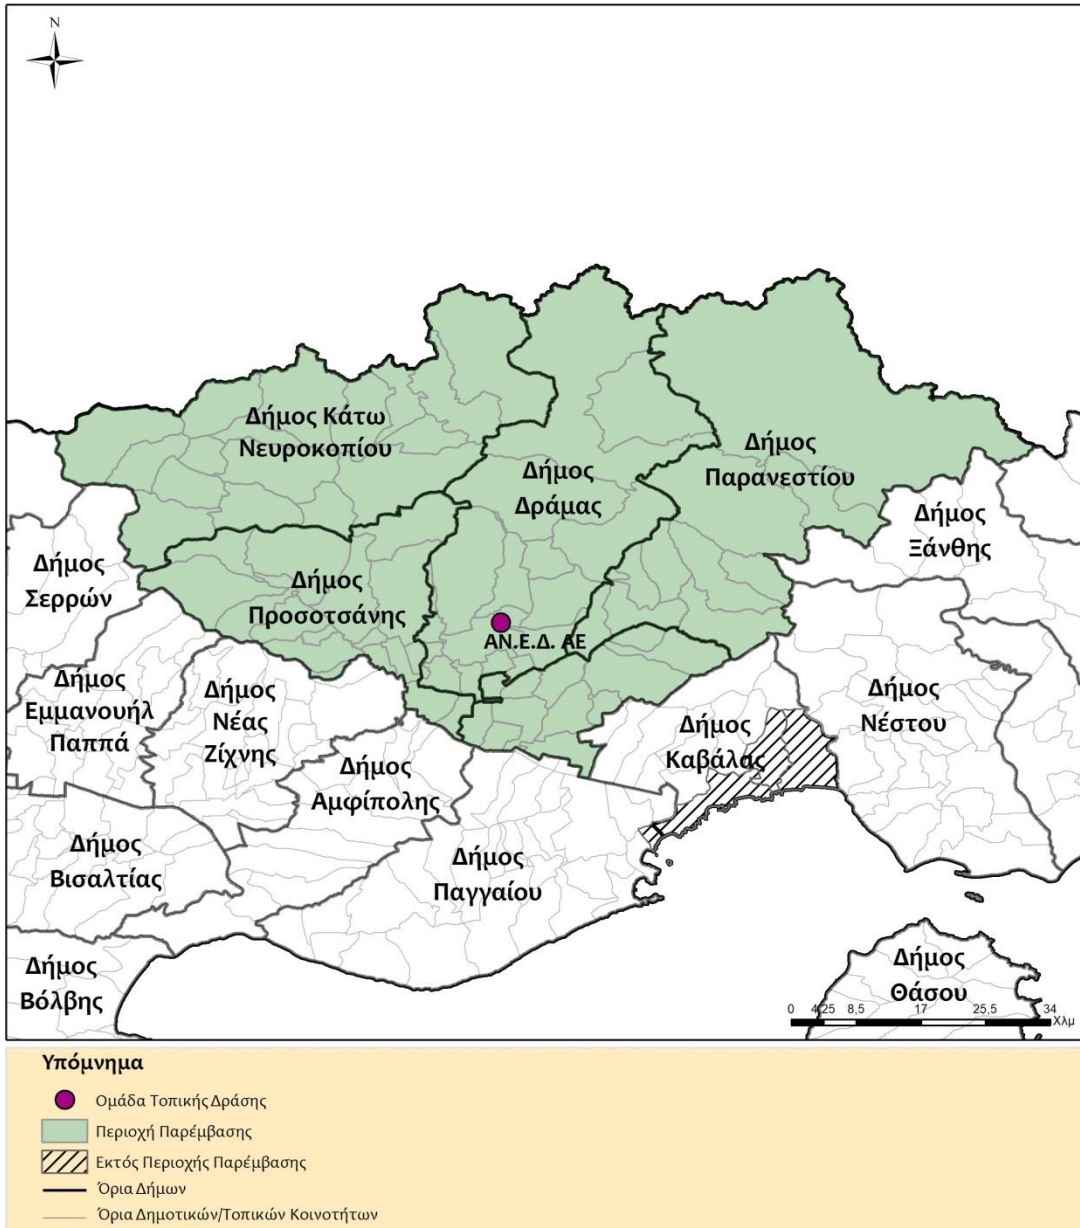 N
Δήμος Κάτω
Νευροκοπίου
Δήμος
Δράμας
Δήμος
Παρανεστίου
Δήμος
Ξάνθης
Δήμος
Σερρών
Δήμος
Προσοτσάνης
ΑΝ.Ε.Δ. ΑΕ
Δήμος
Εμμανουήλ
Παππά
Δήμος
Νέας
Ζίχνης
Δήμος
Αμφίπολης
Δήμος
Καβάλας
Δήμος
Νέστου
Δήμος
Βισαλτίας
Δήμος
Παγγαίου
Δήμος
Βόλβης
Δήμος
Θάσου
0 4,25 8,5 17 25,5 34
Χλμ
Υπόμνημα
Ομάδα Τοπικής Δράσης
Περιοχή Παρέμβασης
Εκτός Περιοχής Παρέμβασης
Όρια Δήμων
Όρια Δημοτικών/Τοπικών Κοινοτήτων